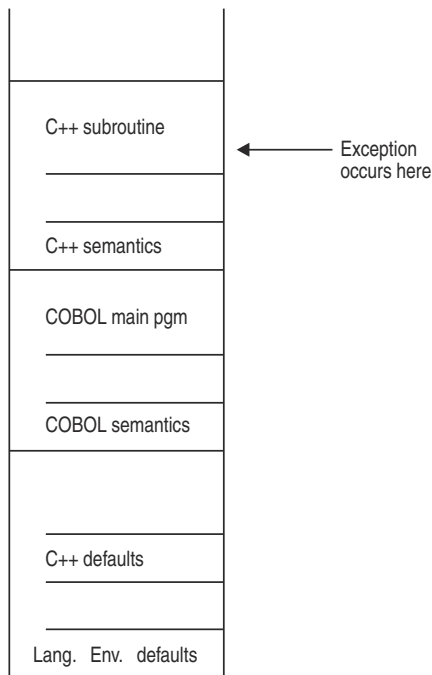 C++ subroutine
Exception
occurs here
C++ semantics
COBOL main pgm
COBOL semantics
C++ defaults
Lang. Env. defaults